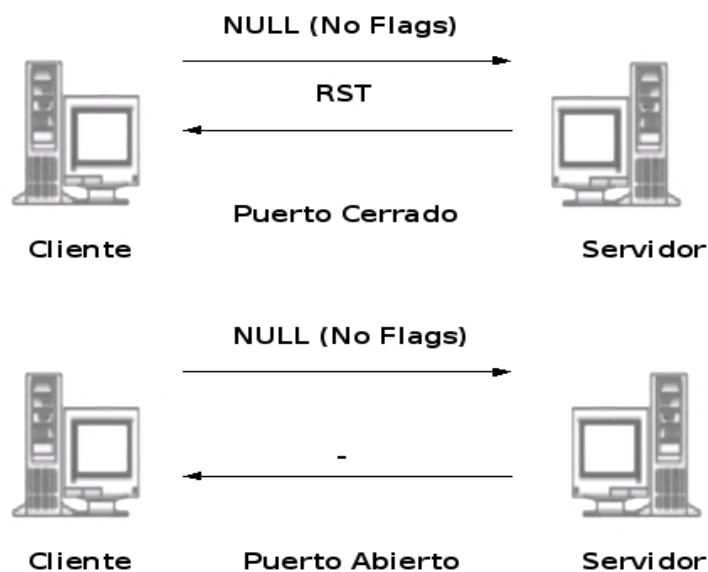 NULL (No Flags)
RST
Puerto Cerrado
Cliente
Servidor
NULL (No Flags)
-
Cliente
Puerto Abierto
Servidor